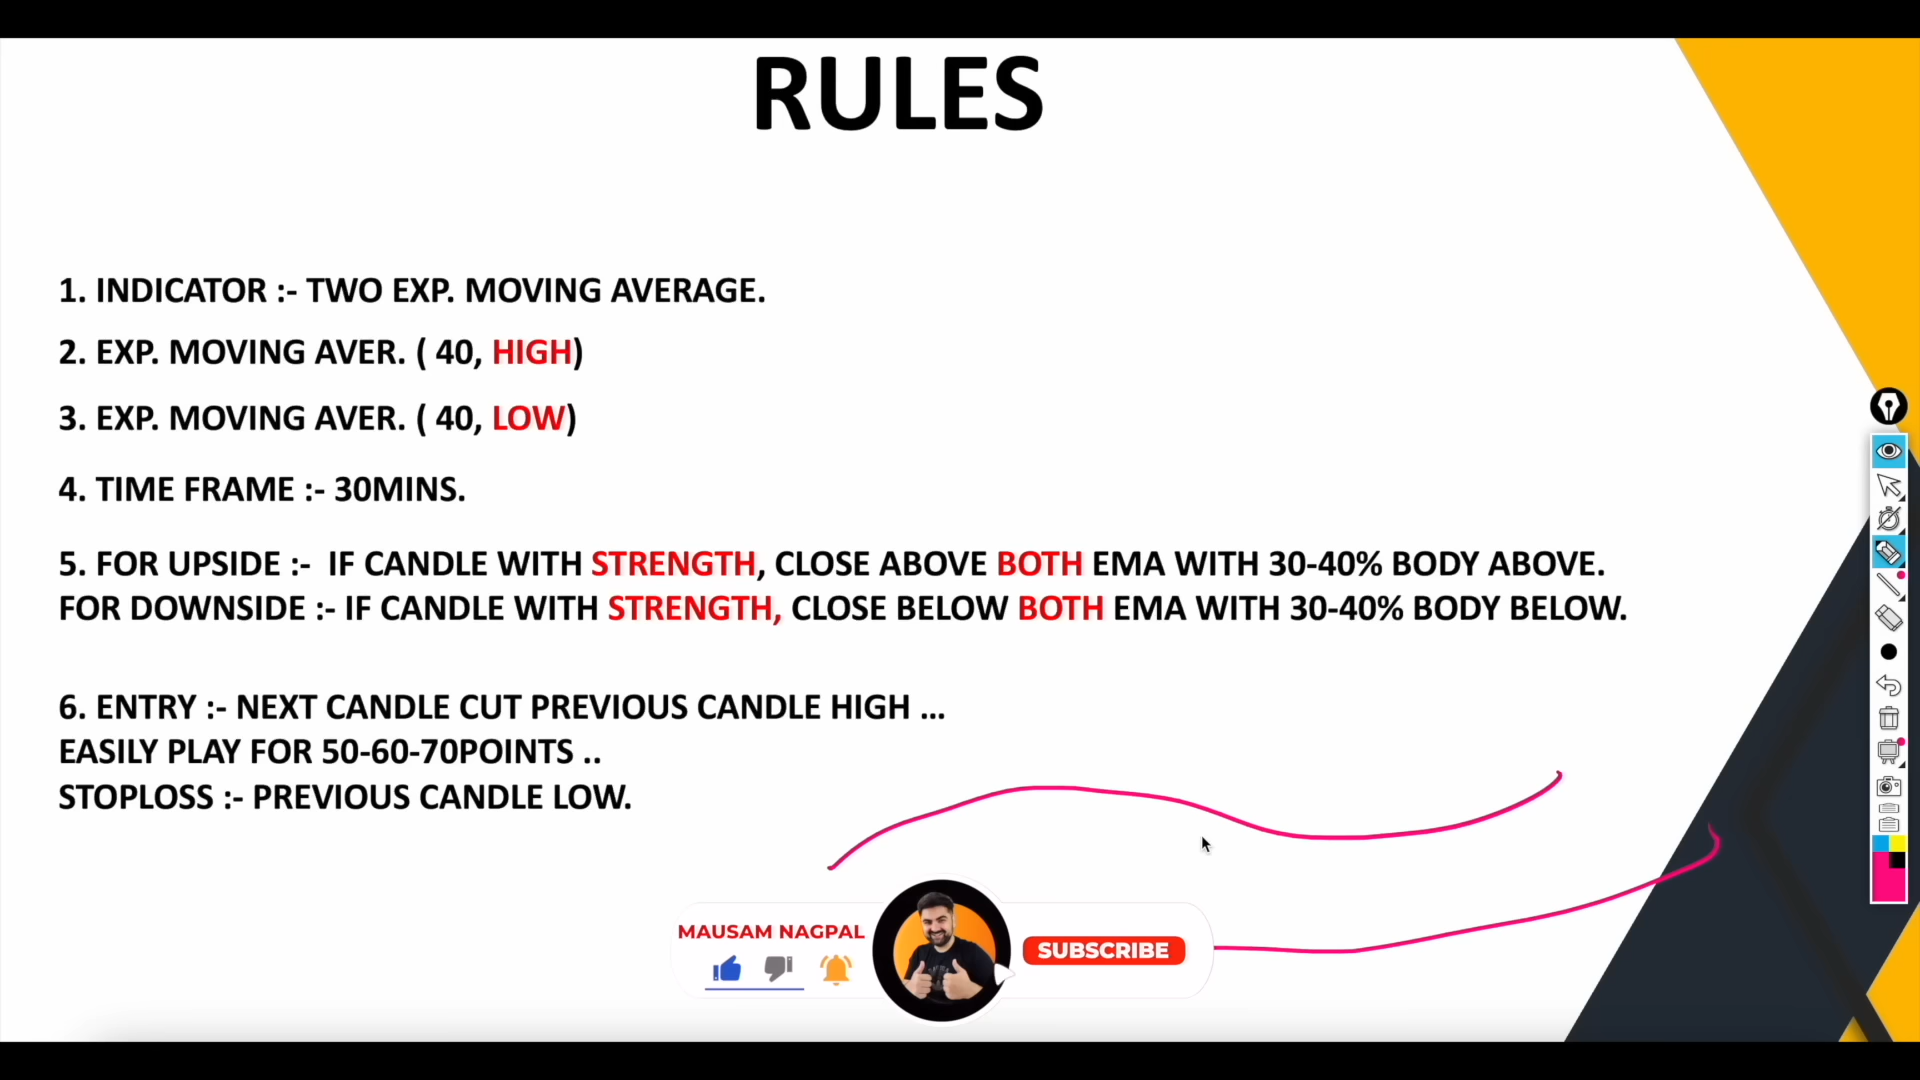 RULES
1. INDICATOR :- TWO EXP. MOVING AVERAGE.
2. EXP. MOVING AVER. ( 40, HIGH)
3. EXP. MOVING AVER. ( 40, LOW)
4. TIME FRAME :- 30MINS.
5. FOR UPSIDE :- IF CANDLE WITH STRENGTH, CLOSE ABOVE BOTH EMA WITH 30-40% BODY ABOVE.
FOR DOWNSIDE :- IF CANDLE WITH STRENGTH, CLOSE BELOW BOTH EMA WITH 30-40% BODY BELOW.
6. ENTRY :- NEXT CANDLE CUT PREVIOUS CANDLE HIGH ...
EASILY PLAY FOR 50-60-70POINTS ..
STOPLOSS :- PREVIOUS CANDLE LOW.
MAUSAM NAGPAL
SUBSCRIBE